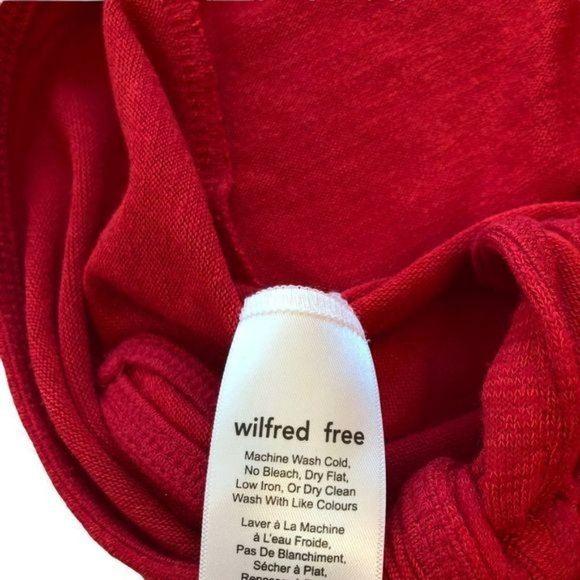 wilfred free
Machine Wash Cold,
No Bleach, Dry Flat,
Low Iron, Or Dry Clean
Wash With Like Colours
Laver à La Machine
à L'eau Froide,
Pas De Blanchiment,
Sécher à Plat,